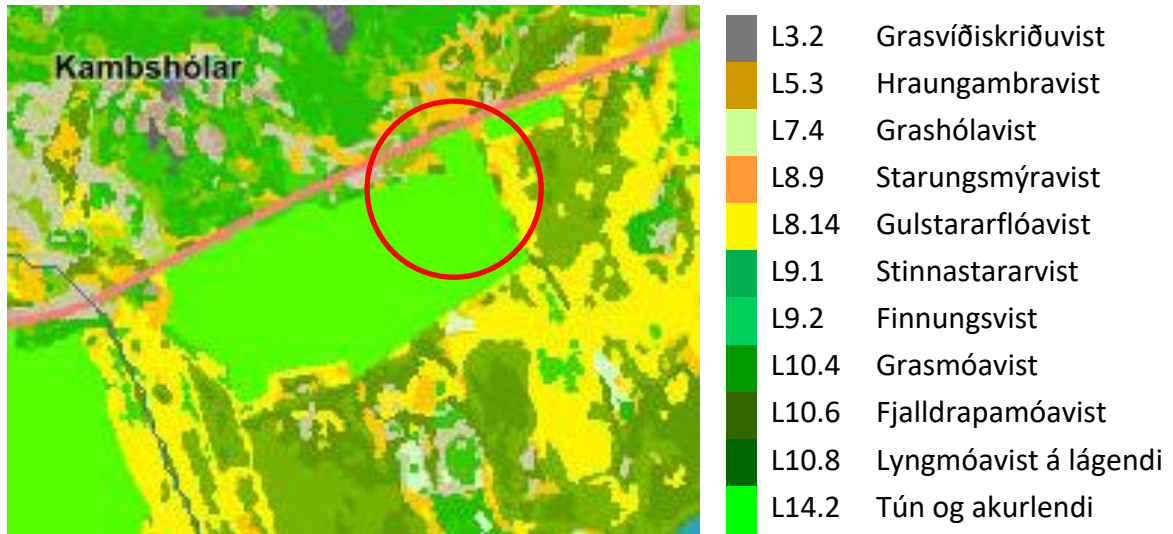 Kambshólar
L3.2 Grasvíðiskriðuvist
L5.3 Hraungambravist
L7.4 Grashólavist
L8.9 Starungsmýravist
L8.14 Gulstararflóavist
L9.1 Stinnastararvist
L9.2 Finnungsvist
L10.4 Grasmóavist
L10.6 Fjalldrapamóavist
L10.8 Lyngmóavist á lágendi
L14.2 Tún og akurlendi